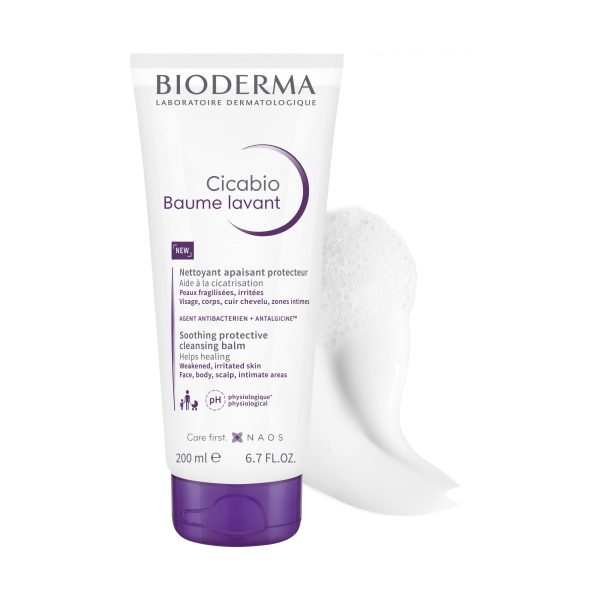 BIODERMA
LABORATOIRE DERMATOLOGIQUE
Cicabio
Baume lavant
NEW
Nettoyant apaisant protecteur
Aide à la cicatrisation
Peaux fragilisées, irritées
Visage, corps, cuir chevelu, zones intimes
AGENT ANTIBACTERIEN + ANTALGICINE™
Soothing protective
cleansing balm
Helps healing
Weakened, irritated skin
Face, body, scalp, intimate areas
pH physiologique*
physiological
Care first. NAOS
200 ml ℮ 6.7 FL.OZ.